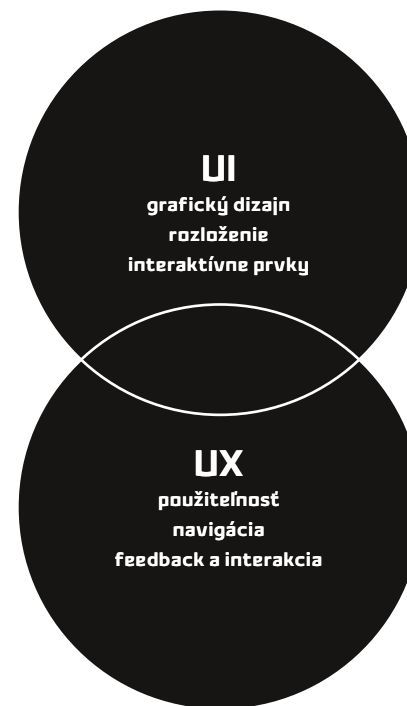 UI
grafický dizajn
rozloženie
interaktívne prvky
UX
použiteľnosť
navigácia
feedback a interakcia